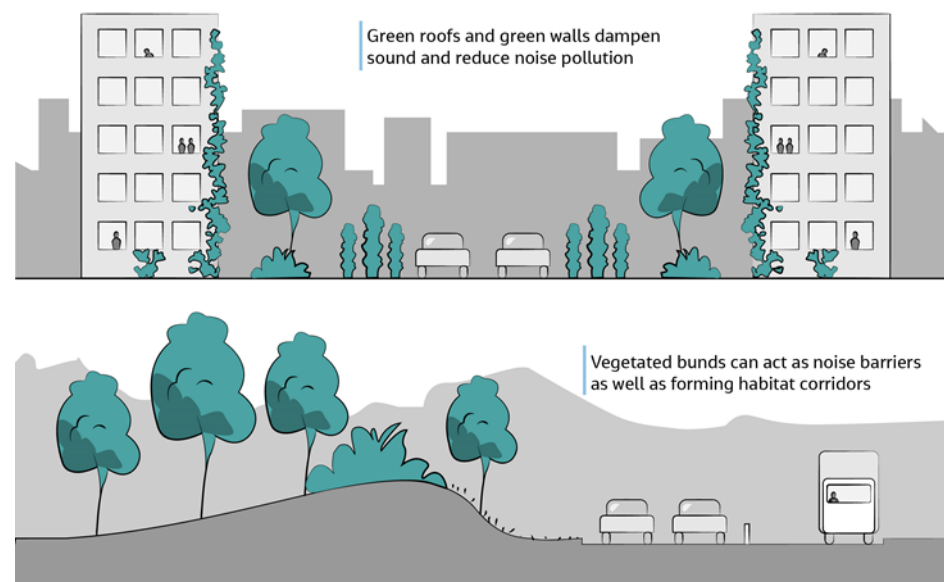 Green roofs and green walls dampen
sound and reduce noise pollution
Vegetated bunds can act as noise barriers
as well as forming habitat corridors